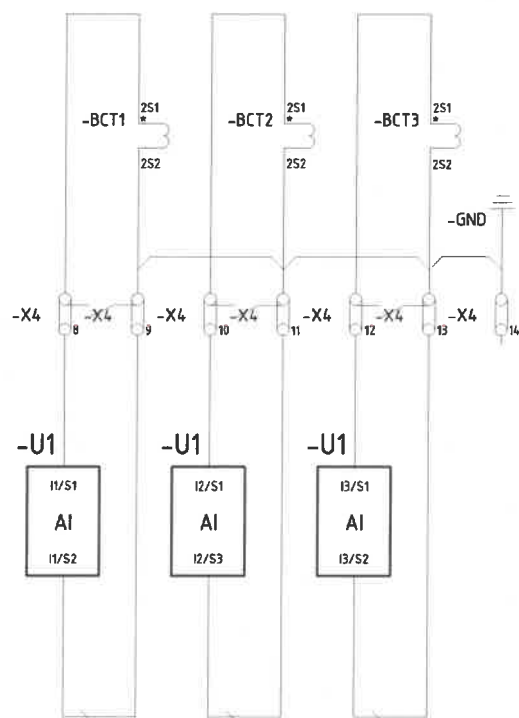 2S1 2S1 2S1
-BCT1 * -BCT2 * -BCT3 *
2S2 2S2 2S2
-GND
-X4 -X4 -X4 -X4 -X4 -X4 -X4
8 9 10 11 12 13 14
-U1 -U1 -U1
I1/S1 I2/S1 I3/S1
AI AI AI
I1/S2 I2/S3 I3/S2